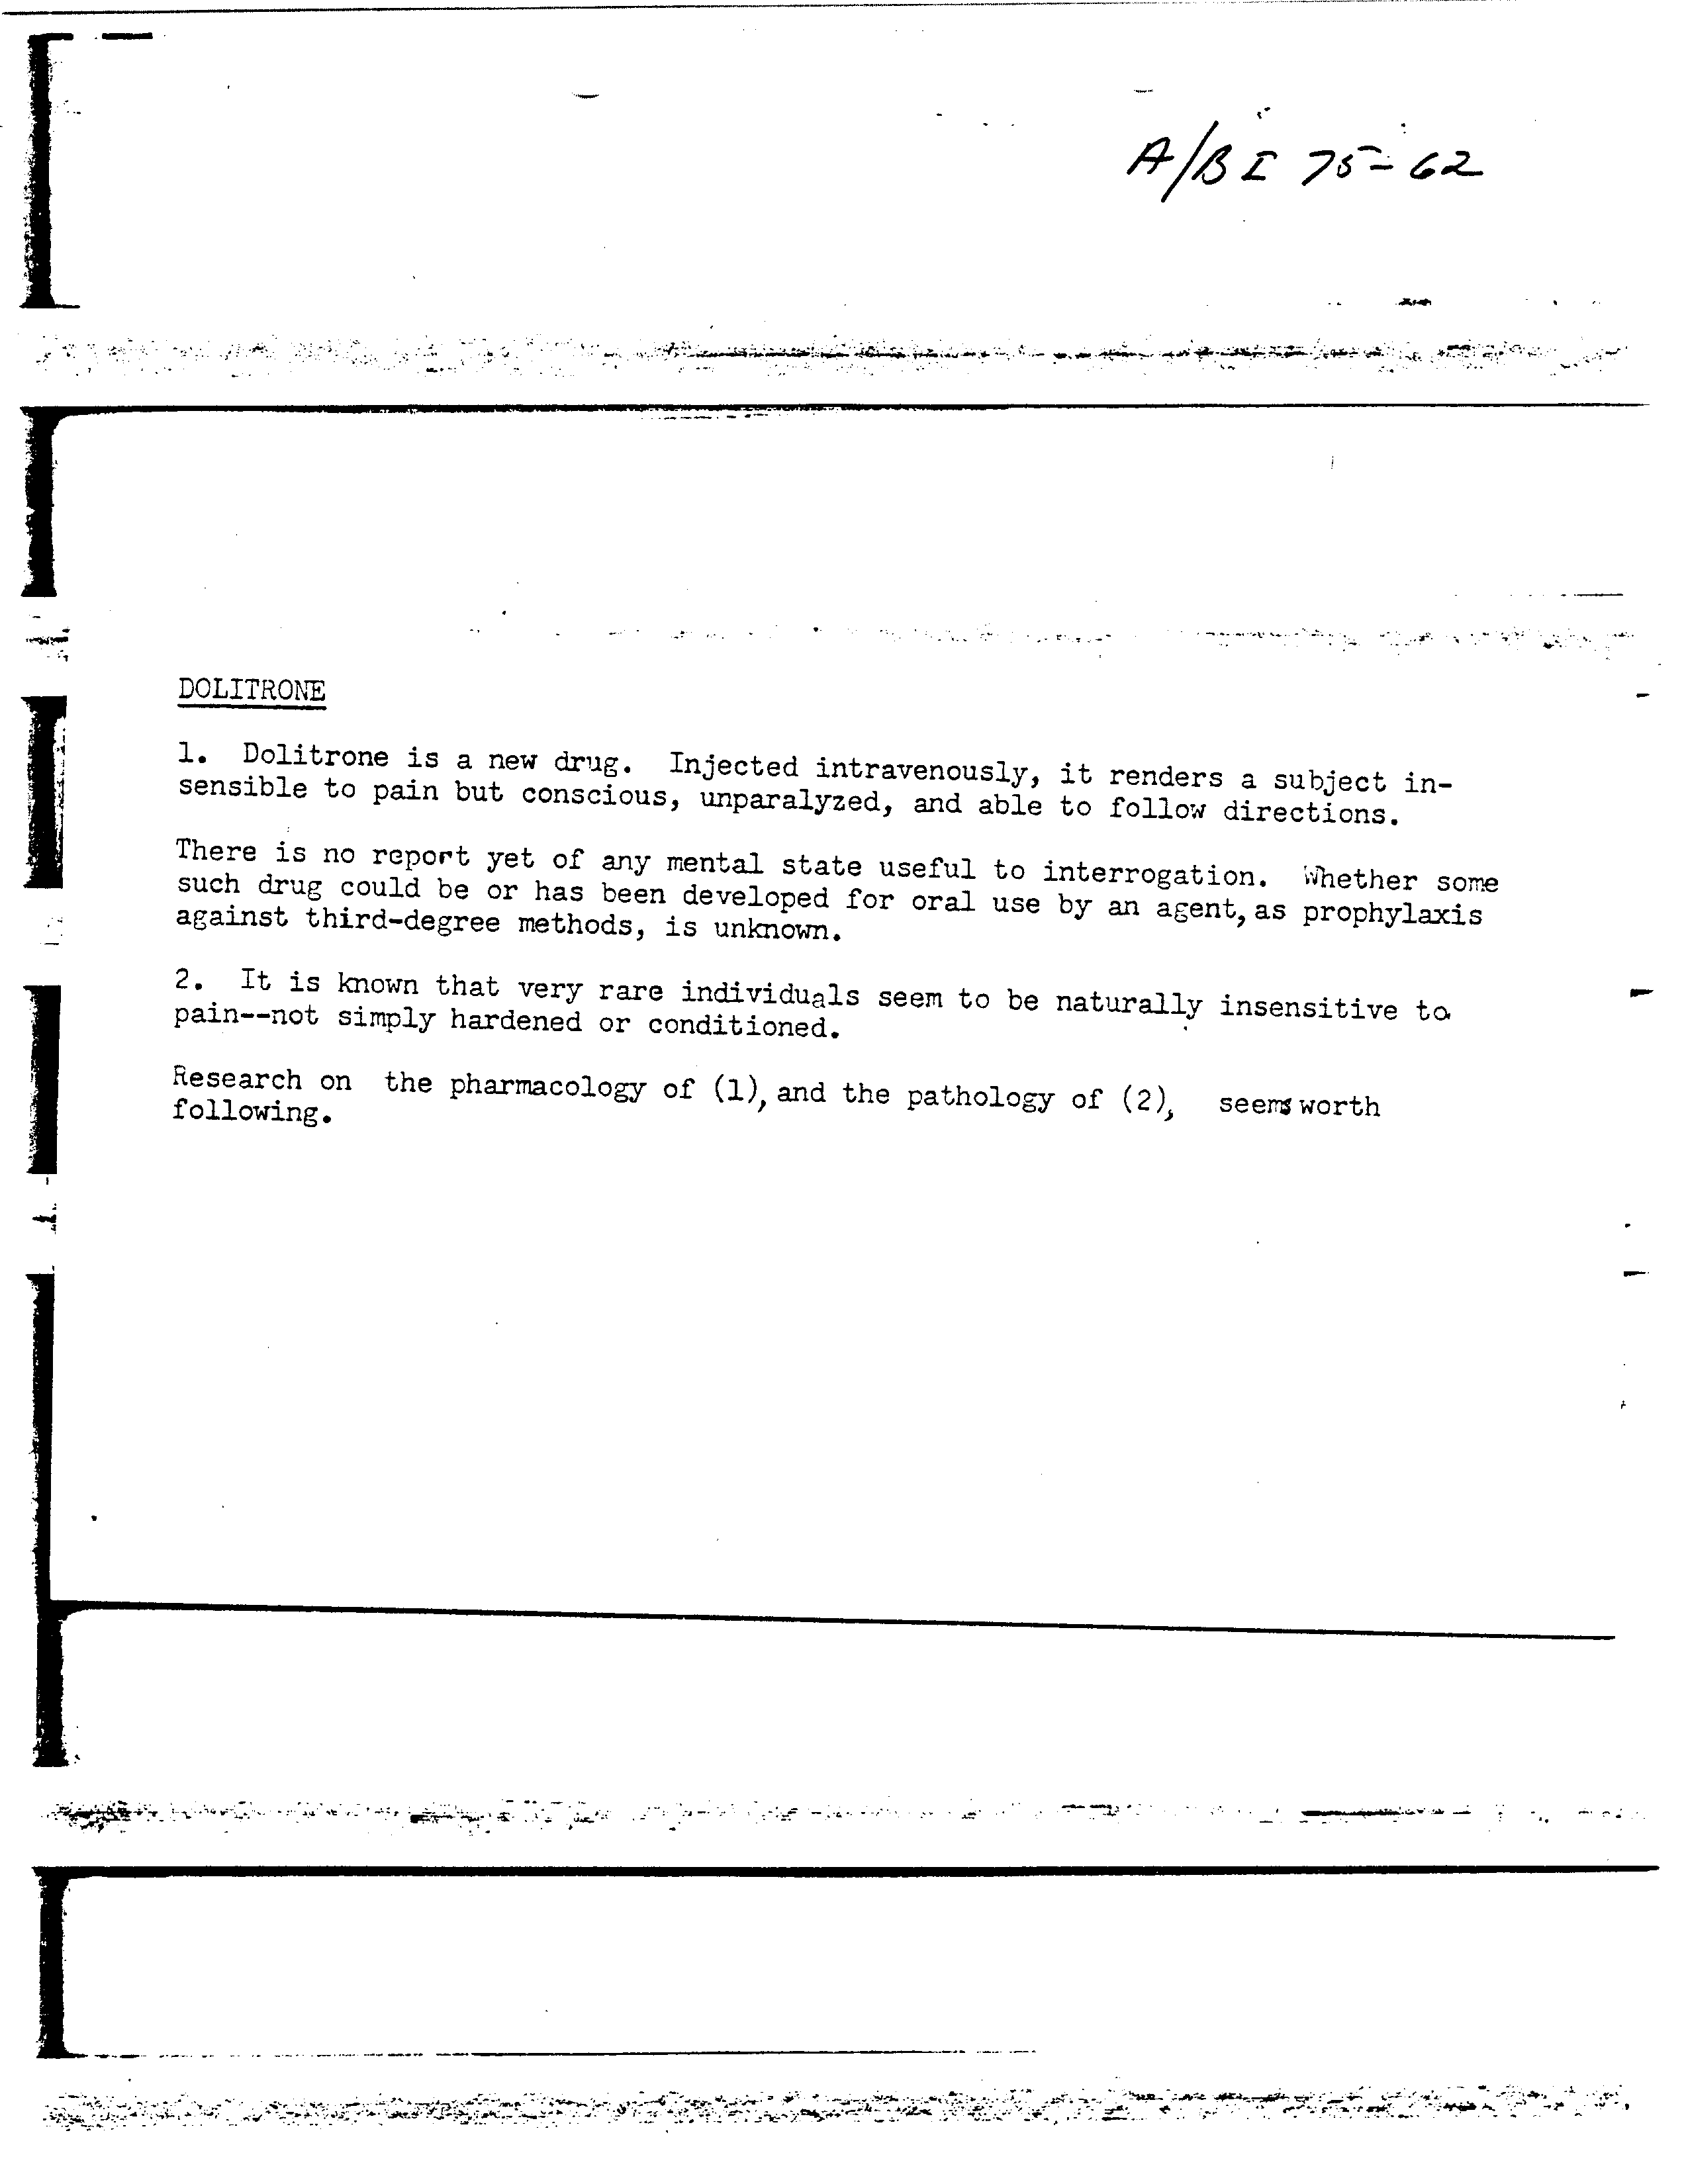 A/B I 75-62
DOLITRONE
1. Dolitrone is a new drug. Injected intravenously, it renders a subject in-
sensible to pain but conscious, unparalyzed, and able to follow directions.
There is no report yet of any mental state useful to interrogation. Whether some
such drug could be or has been developed for oral use by an agent, as prophylaxis
against third-degree methods, is unknown.
2. It is known that very rare individuals seem to be naturally insensitive to
pain--not simply hardened or conditioned.
Research on the pharmacology of (1), and the pathology of (2), seems worth
following.